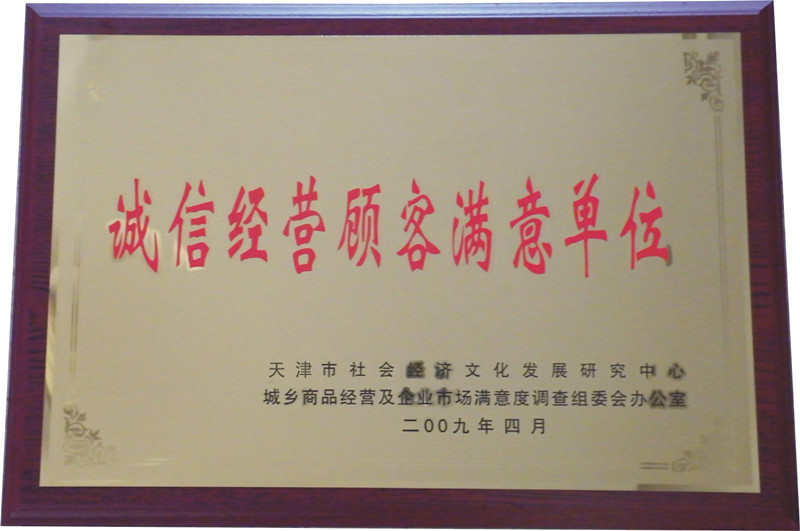 诚信经营顾客满意单位
天津市社会经济文化发展研究中心
城乡商品经营及企业市场满意度调查组委会办公室
二00九年四月